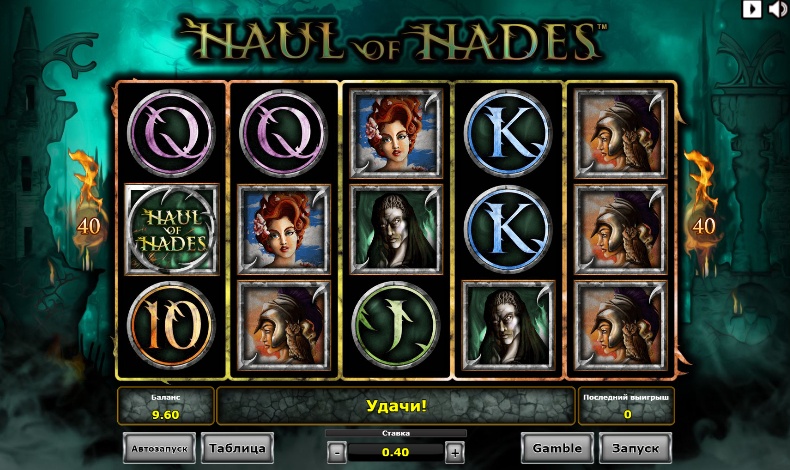 HAUL OF HADES™
Q Q K
40 HAUL
OF
HADES K 40
10 J
Баланс
9.60
Удачи!
Последний выигрыш
0
Автозапуск
Таблица
Ставка
- 0.40 +
Gamble
Запуск